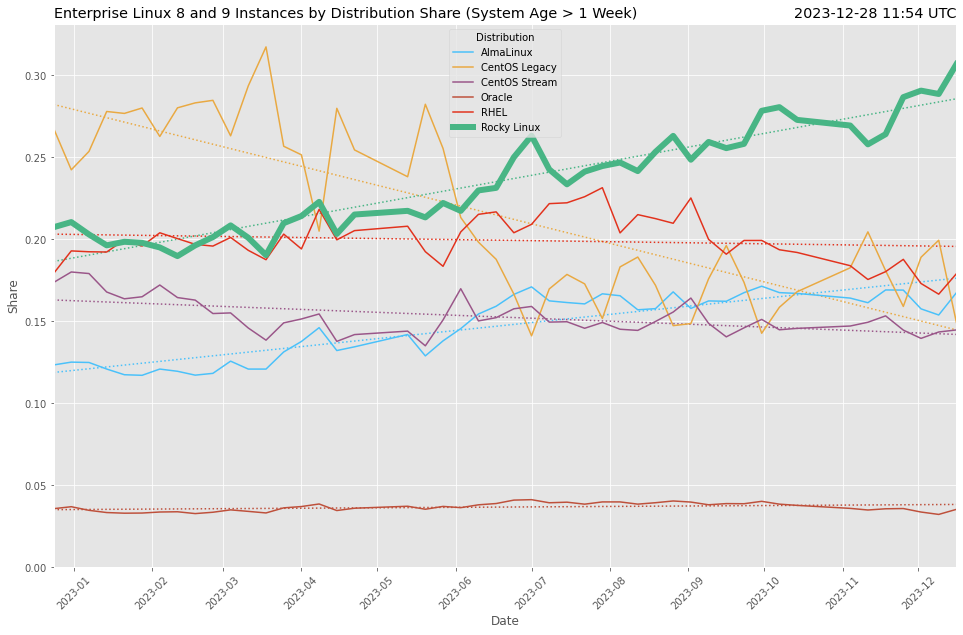 Enterprise Linux 8 and 9 Instances by Distribution Share (System Age > 1 Week)
2023-12-28 11:54 UTC
Distribution
AlmaLinux
CentOS Legacy
CentOS Stream
Oracle
RHEL
Rocky Linux
Share
0.30
0.25
0.20
0.15
0.10
0.05
0.00
2023-01
2023-02
2023-03
2023-04
2023-05
2023-06
2023-07
2023-08
2023-09
2023-10
2023-11
2023-12
Date